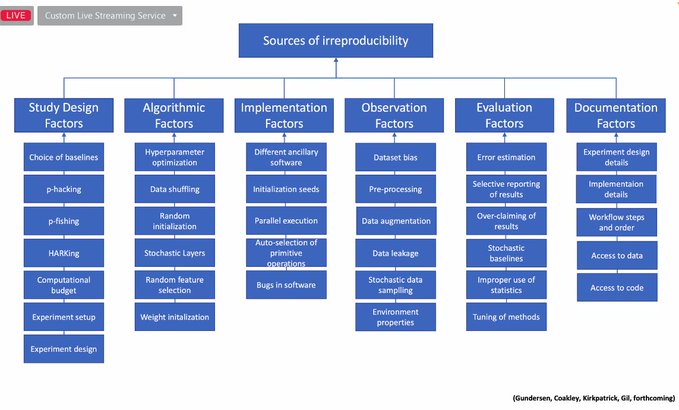 LIVE
Custom Live Streaming Service
Sources of irreproducibility
Study Design
Factors
Choice of baselines
p-hacking
p-fishing
HARKing
Computational
budget
Experiment setup
Experiment design
Algorithmic
Factors
Hyperparameter
optimization
Data shuffling
Random
initialization
Stochastic Layers
Random feature
selection
Weight initalization
Implementation
Factors
Different ancillary
software
Initialization seeds
Parallel execution
Auto-selection of
primitive
operations
Bugs in software
Observation
Factors
Dataset bias
Pre-processing
Data augmentation
Data leakage
Stochastic data
samplling
Environment
properties
Evaluation
Factors
Error estimation
Selective reporting
of results
Over-claiming of
results
Stochastic
baselines
Improper use of
statistics
Tuning of methods
Documentation
Factors
Experiment design
details
Implementaion
details
Workflow steps
and order
Access to data
Access to code
(Gundersen, Coakley, Kirkpatrick, Gil, forthcoming)